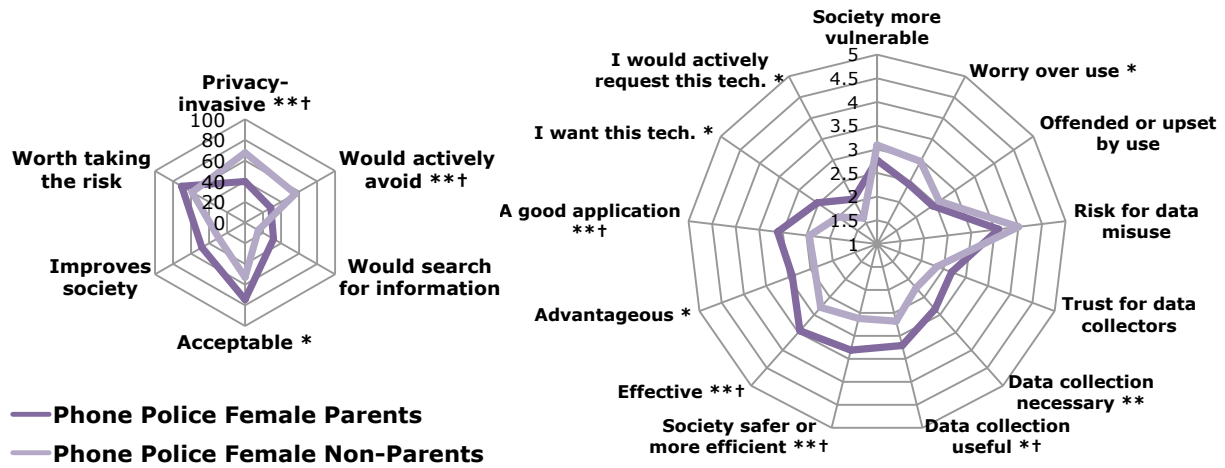 Privacy-
invasive **†
100
80
60
40
20
0
Would actively
avoid **†
Would search
for information
Acceptable *
Improves
society
Worth taking
the risk
Phone Police Female Parents
Phone Police Female Non-Parents
Society more
vulnerable
5
4.5
4
3.5
3
2.5
2
1.5
1
Worry over use *
Offended or upset
by use
Risk for data
misuse
Trust for data
collectors
Data collection
necessary **
Data collection
useful *†
Society safer or
more efficient **†
Effective **†
Advantageous *
A good application
**†
I want this tech. *
I would actively
request this tech. *